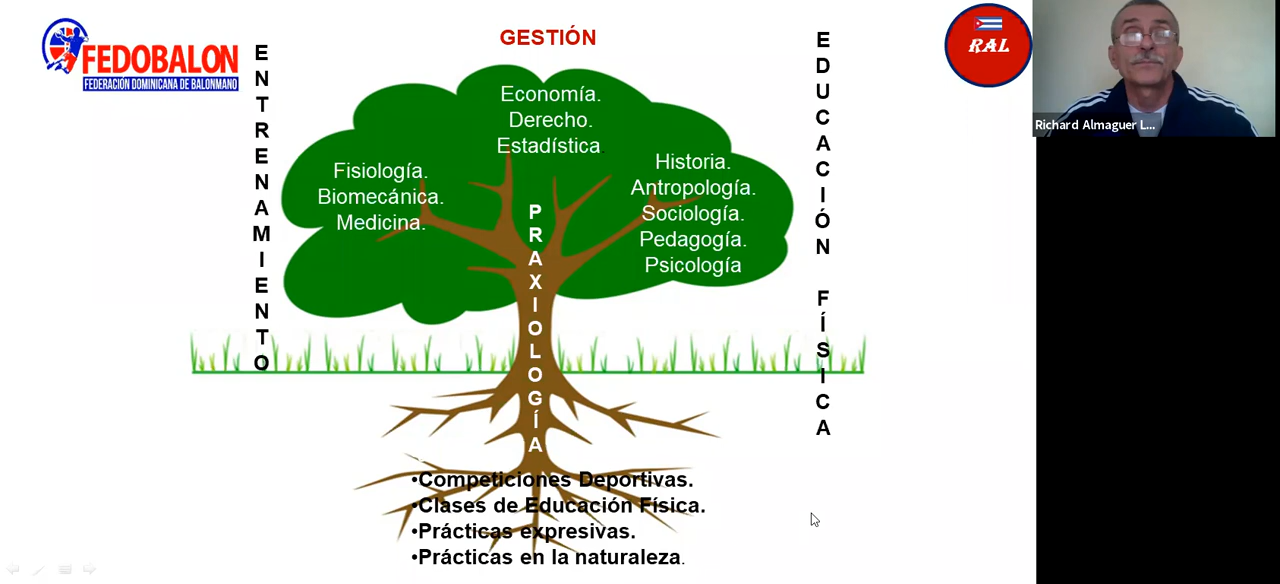 FEDOBALON
FEDERACIÓN DOMINICANA DE BALONMANO
ENTRENAMIENTO
GESTIÓN
Economía.
Derecho.
Estadística.
Fisiología.
Biomecánica.
Medicina.
Historia.
Antropología.
Sociología.
Pedagogía.
Psicología
PRAXIOLOGÍA
EDUCACIÓN FÍSICA
•Competiciones Deportivas.
•Clases de Educación Física.
•Prácticas expresivas.
•Prácticas en la naturaleza.
RAL
Richard Almaguer L...